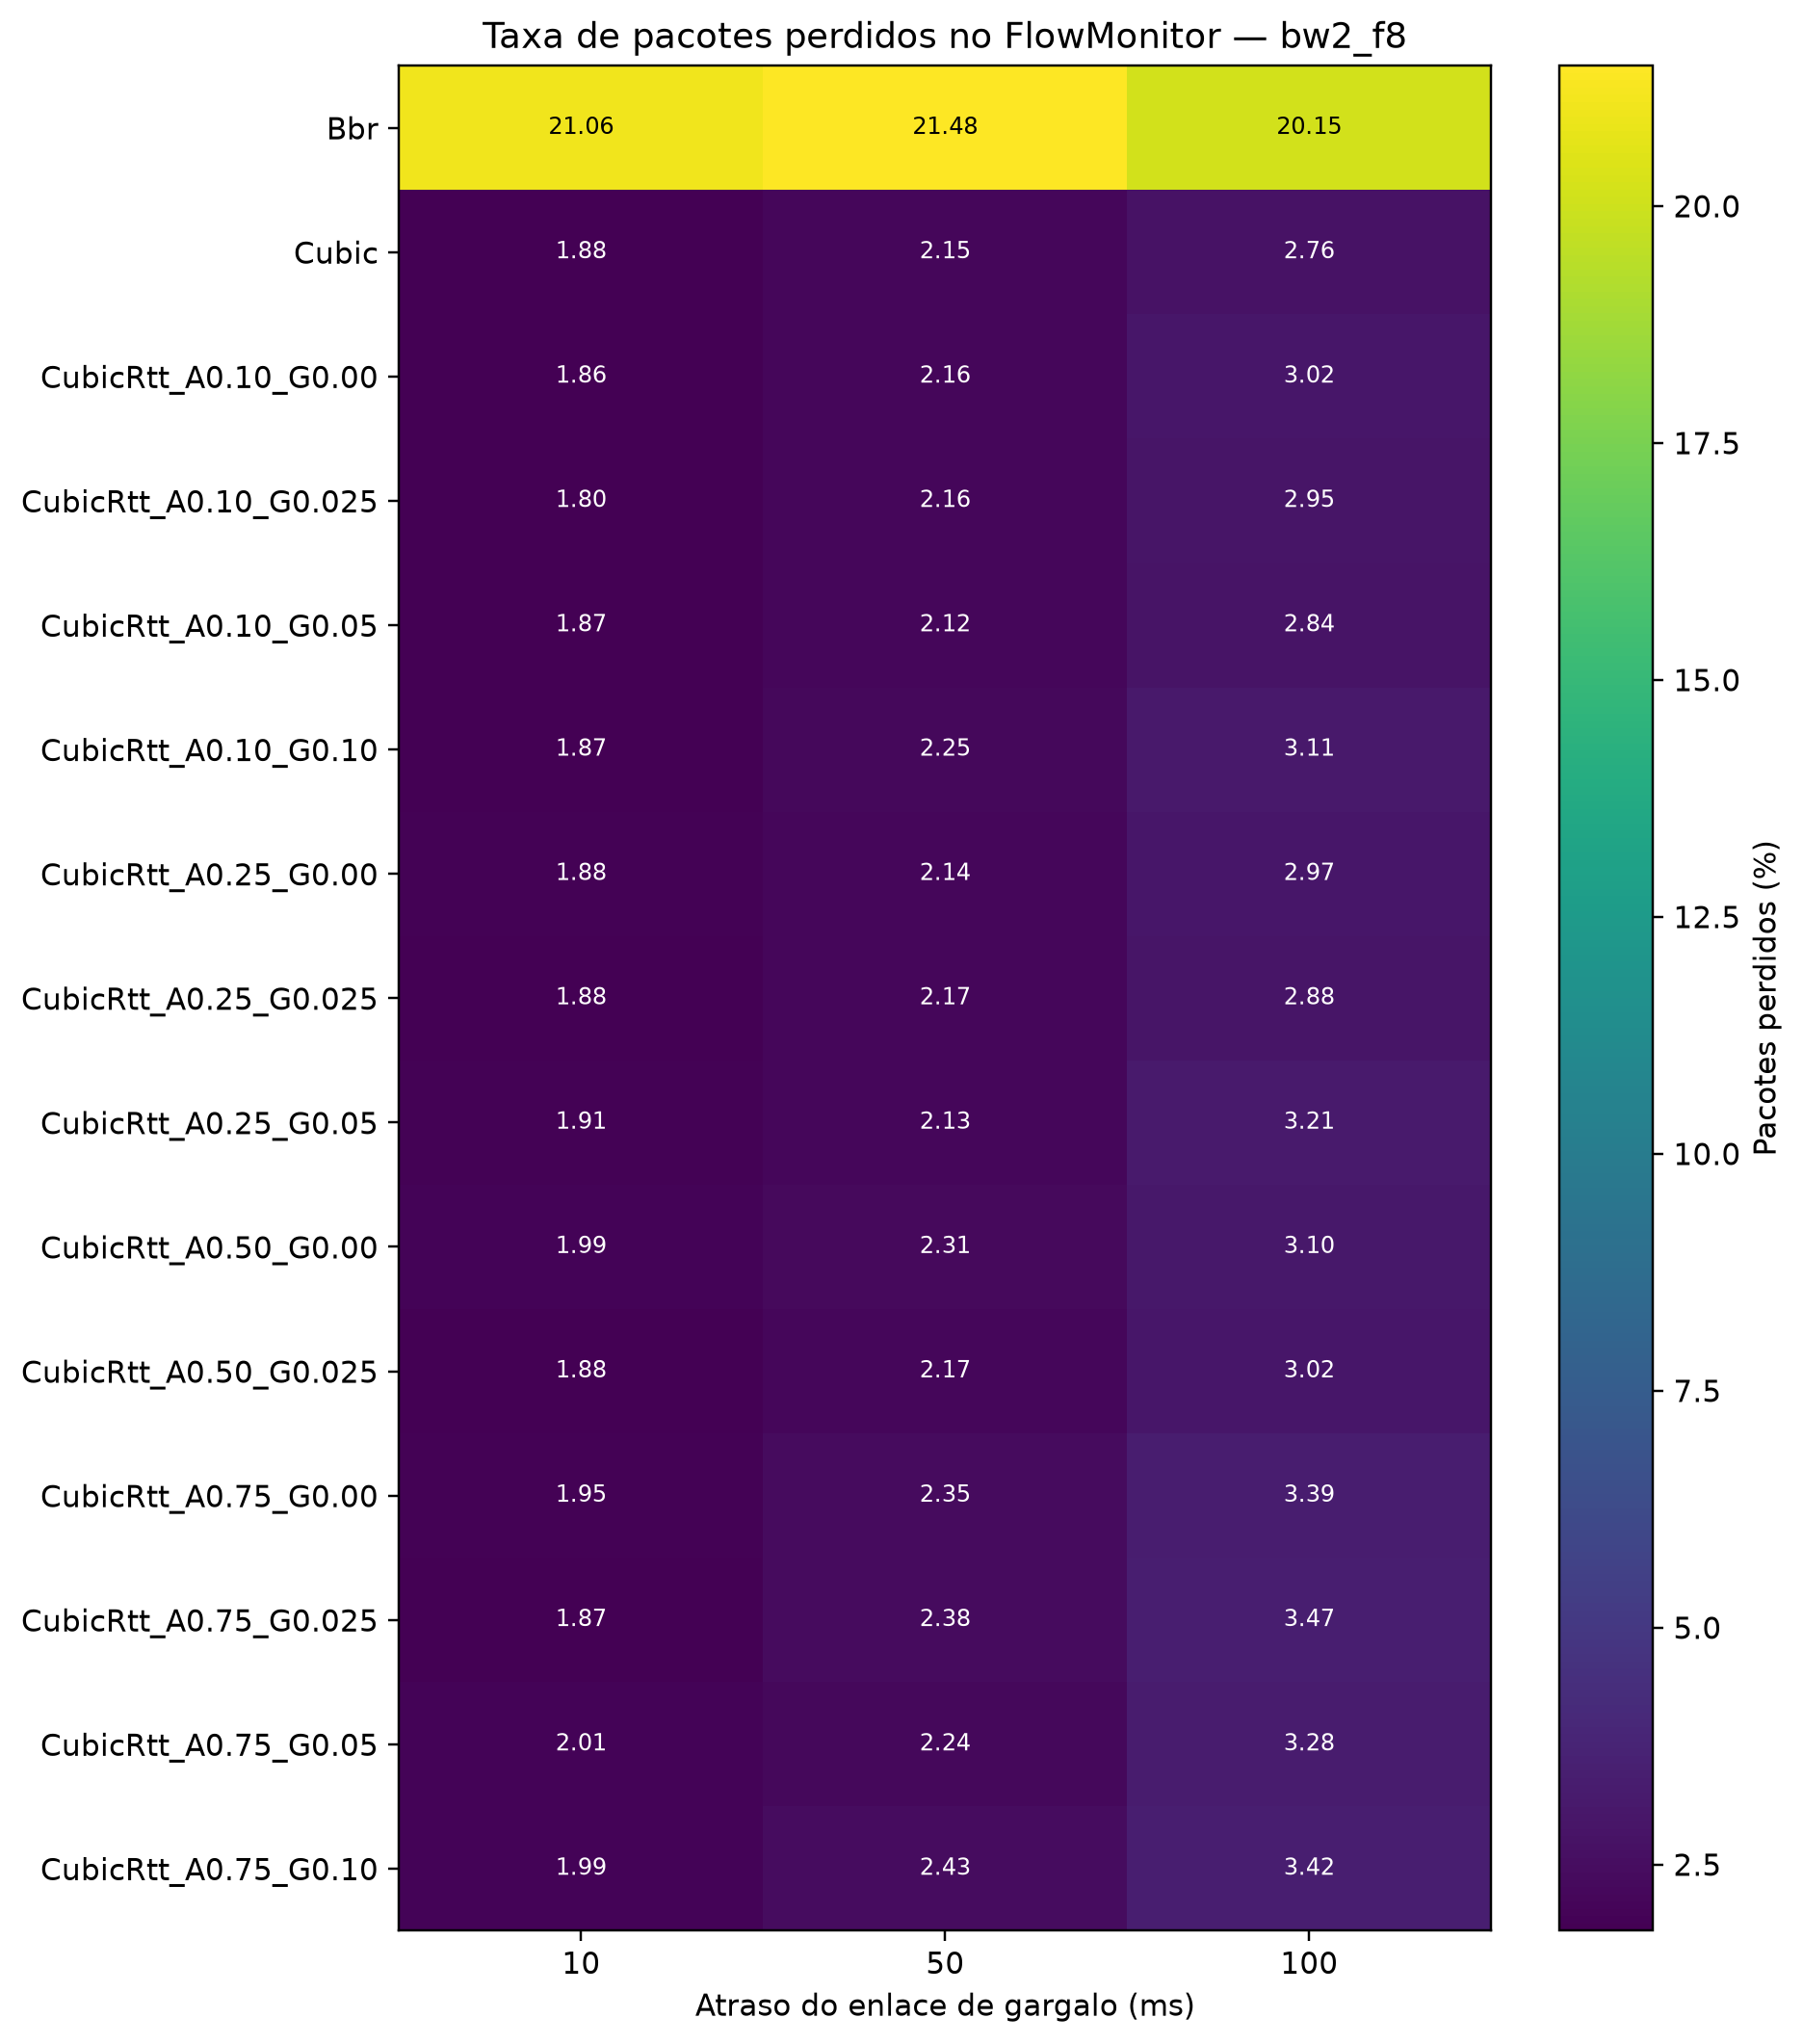 Taxa de pacotes perdidos no FlowMonitor — bw2_f8
Bbr 21.06 21.48 20.15
Cubic 1.88 2.15 2.76
CubicRtt_A0.10_G0.00 1.86 2.16 3.02
CubicRtt_A0.10_G0.025 1.80 2.16 2.95
CubicRtt_A0.10_G0.05 1.87 2.12 2.84
CubicRtt_A0.10_G0.10 1.87 2.25 3.11
CubicRtt_A0.25_G0.00 1.88 2.14 2.97
CubicRtt_A0.25_G0.025 1.88 2.17 2.88
CubicRtt_A0.25_G0.05 1.91 2.13 3.21
CubicRtt_A0.50_G0.00 1.99 2.31 3.10
CubicRtt_A0.50_G0.025 1.88 2.17 3.02
CubicRtt_A0.75_G0.00 1.95 2.35 3.39
CubicRtt_A0.75_G0.025 1.87 2.38 3.47
CubicRtt_A0.75_G0.05 2.01 2.24 3.28
CubicRtt_A0.75_G0.10 1.99 2.43 3.42
10 50 100
Atraso do enlace de gargalo (ms)
20.0
17.5
15.0
12.5
10.0
7.5
5.0
2.5
Pacotes perdidos (%)